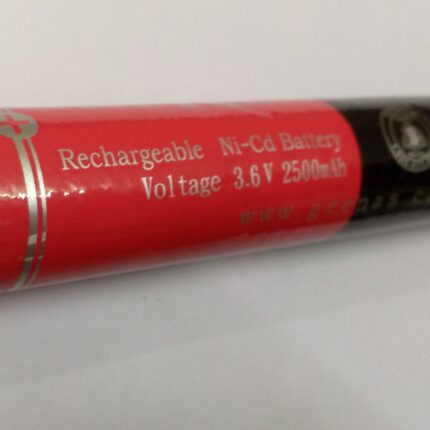 Rechargeable Ni-Cd Battery
Voltage 3.6V 2500mAh